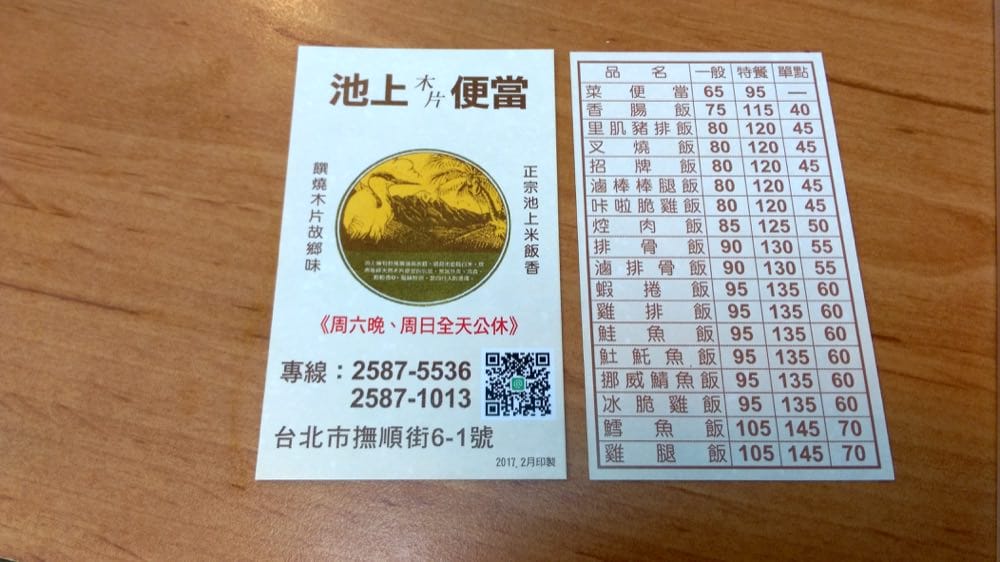 池上木片便當
饌燒木片故鄉味
正宗池上米飯香
《周六晚、周日全天公休》
專線：2587-5536
2587-1013
台北市撫順街6-1號
2017, 2月印製
品名 一般 特餐 單點
菜便當 65 95 —
香腸飯 75 115 40
里肌豬排飯 80 120 45
叉燒飯 80 120 45
招牌飯 80 120 45
滷棒棒腿飯 80 120 45
咔啦脆雞飯 80 120 45
焢肉飯 85 125 50
排骨飯 90 130 55
滷排骨飯 90 130 55
蝦捲飯 95 135 60
雞排飯 95 135 60
鮭魚飯 95 135 60
魠魚飯 95 135 60
挪威鯖魚飯 95 135 60
冰脆雞飯 95 135 60
鱈魚飯 105 145 70
雞腿飯 105 145 70